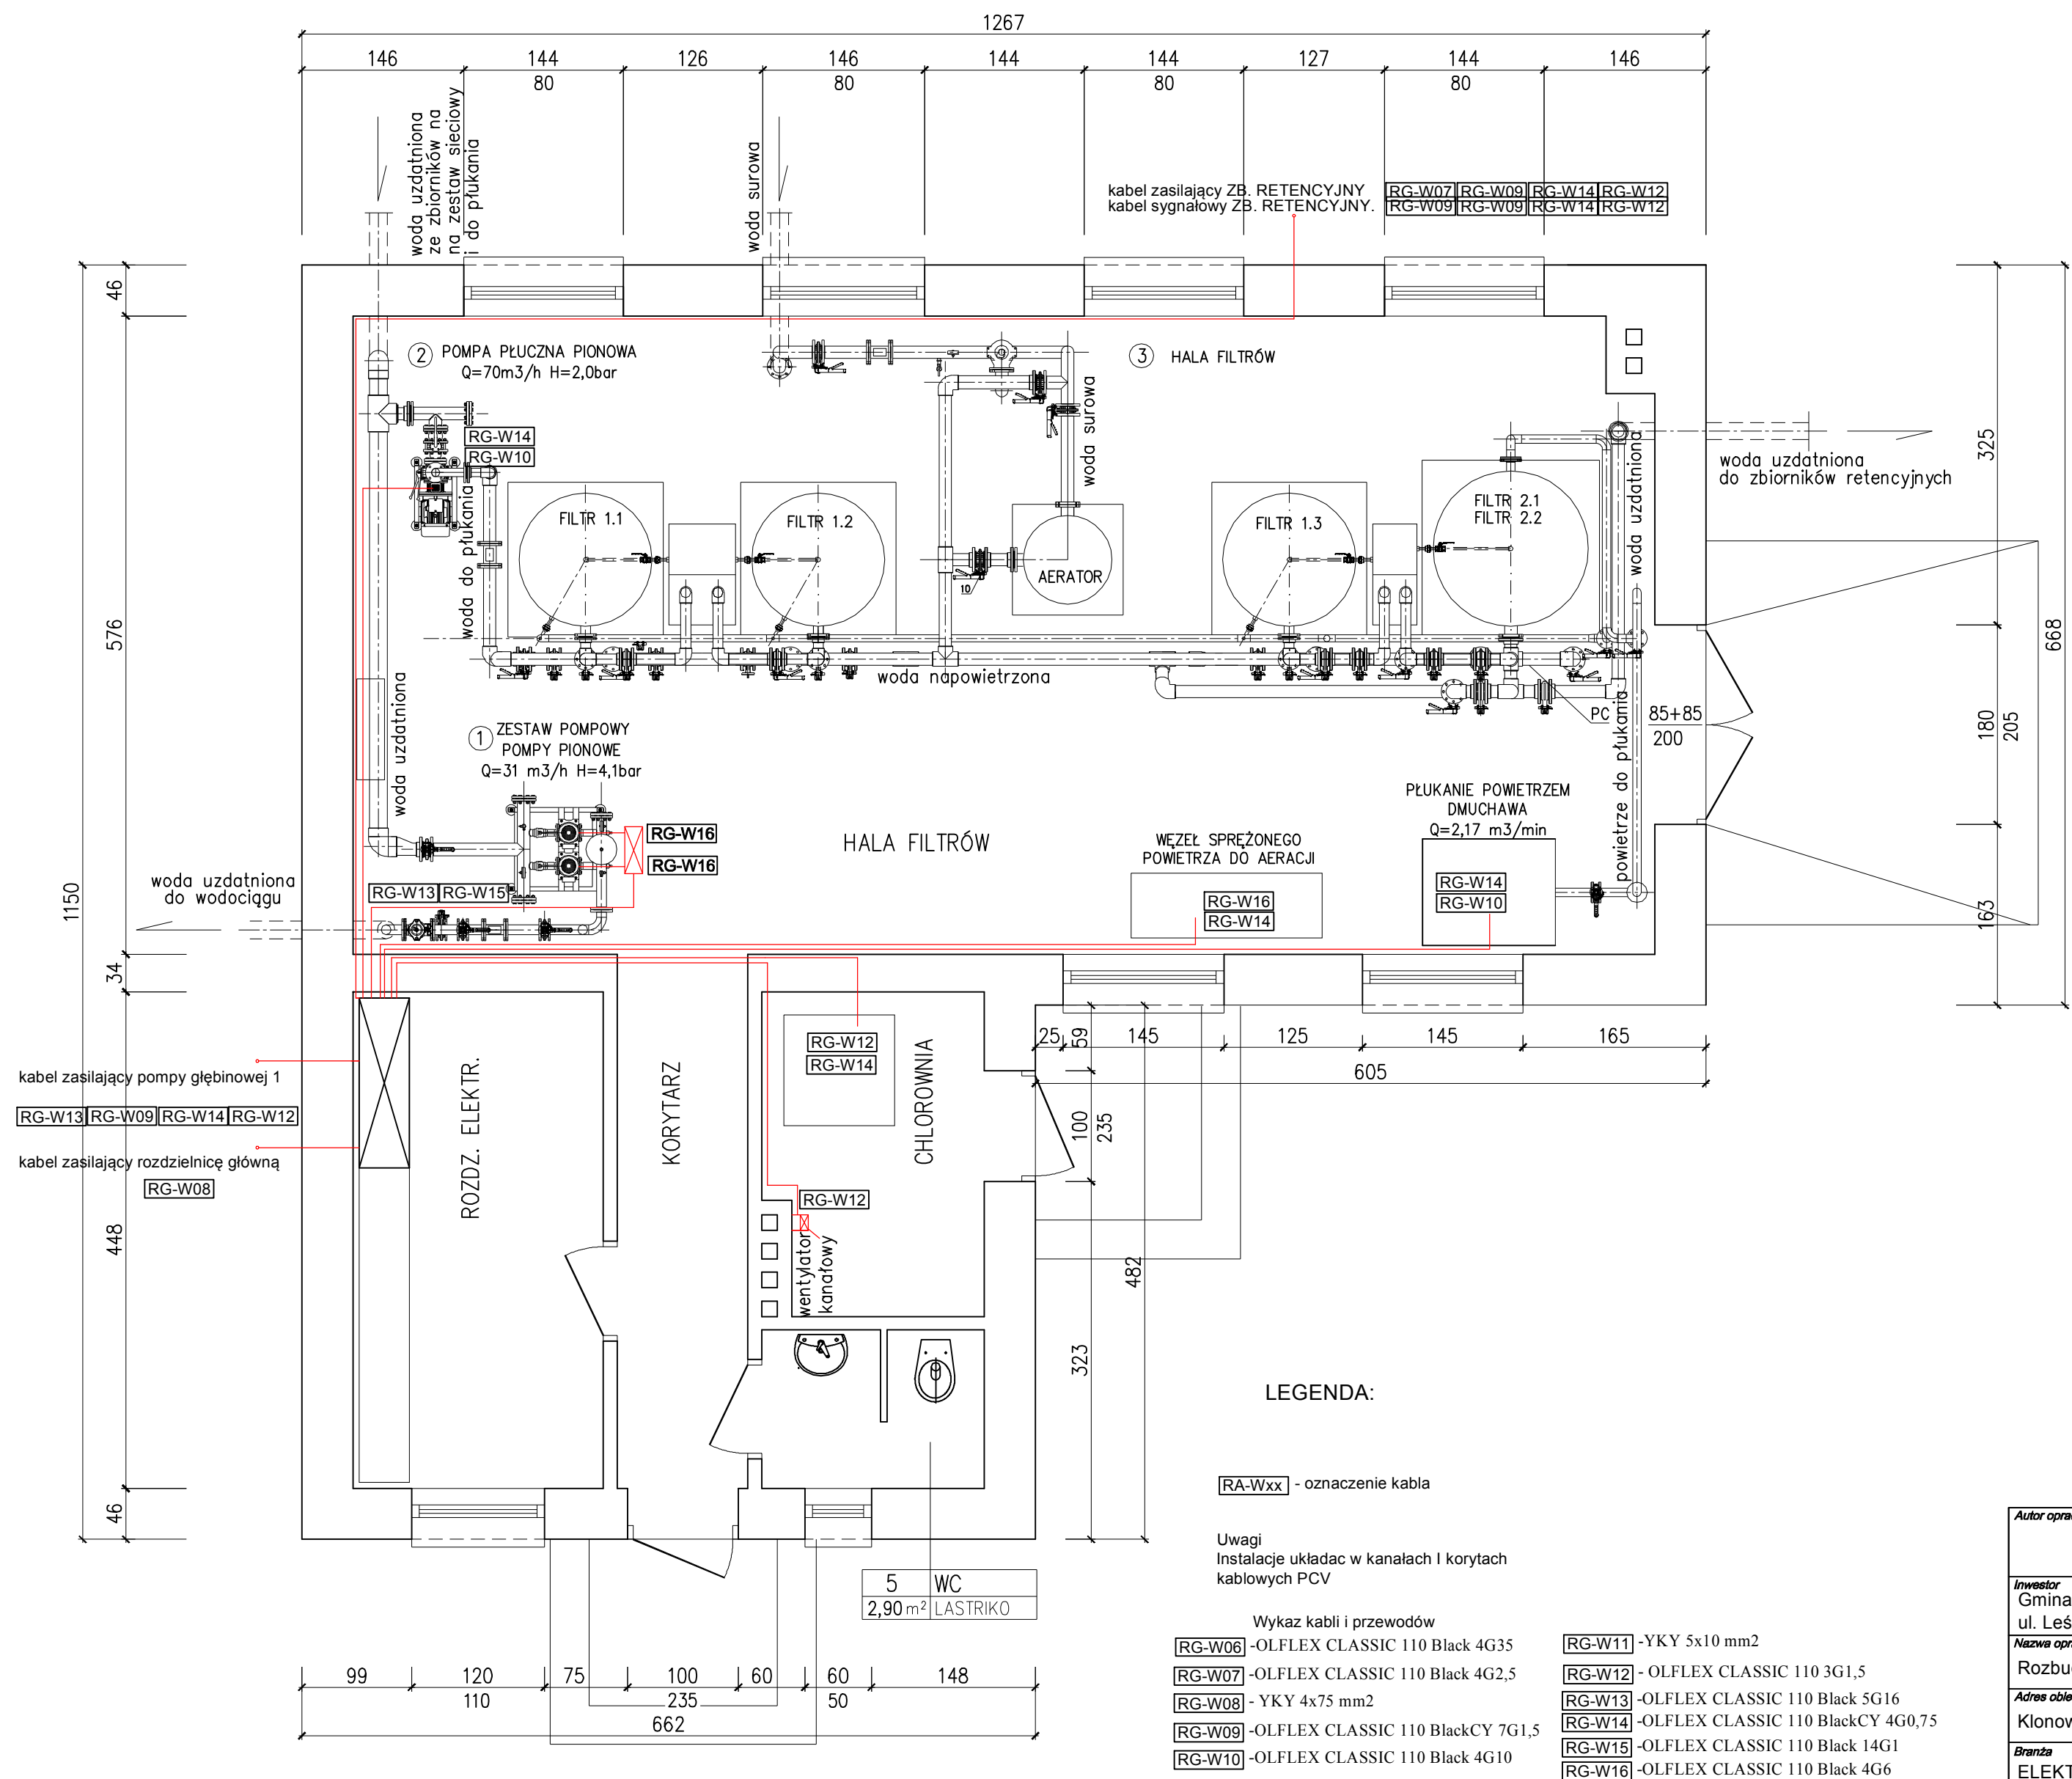 1267
146 144 126 146 144 144 127 144 146
80 80 80 80
woda uzdatniona
ze zbiorników na
na zestaw sieciowy
i do płukania
woda surowa
kabel zasilający ZB. RETENCYJNY RG-W07 RG-W09 RG-W14 RG-W12
kabel sygnałowy ZB. RETENCYJNY. RG-W09 RG-W09 RG-W14 RG-W12
46
576
34
448
46
1150
325
180
205
163
668
2 POMPA PŁUCZNA PIONOWA
Q=70m3/h H=2,0bar
3 HALA FILTRÓW
RG-W14
RG-W10
woda do płukania
woda surowa
woda uzdatniona
woda uzdatniona
do zbiorników retencyjnych
FILTR 1.1
FILTR 1.2
AERATOR
10
FILTR 1.3
FILTR 2.1
FILTR 2.2
woda napowietrzona
woda uzdatniona
PC
85+85
200
powietrze do płukania
1 ZESTAW POMPOWY
POMPY PIONOWE
Q=31 m3/h H=4,1bar
RG-W16
RG-W16
RG-W13 RG-W15
HALA FILTRÓW
WĘZEŁ SPRĘŻONEGO
POWIETRZA DO AERACJI
RG-W16
RG-W14
PŁUKANIE POWIETRZEM
DMUCHAWA
Q=2,17 m3/min
RG-W14
RG-W10
woda uzdatniona
do wodociągu
kabel zasilający pompy głębinowej 1
RG-W13 RG-W09 RG-W14 RG-W12
kabel zasilający rozdzielnicę główną
RG-W08
ROZDZ. ELEKTR.
KORYTARZ
CHLOROWNIA
RG-W12
RG-W14
RG-W12
wentylator
kanałowy
25 145 125 145 165
605
59
100
235
482
323
5 WC
2,90 m² LASTRIKO
99 120 75 100 60 60 148
110 235 50
662
LEGENDA:
RA-Wxx - oznaczenie kabla
Uwagi
Instalacje układac w kanałach I korytach
kablowych PCV
Wykaz kabli i przewodów
RG-W06 -OLFLEX CLASSIC 110 Black 4G35
RG-W07 -OLFLEX CLASSIC 110 Black 4G2,5
RG-W08 - YKY 4x75 mm2
RG-W09 -OLFLEX CLASSIC 110 BlackCY 7G1,5
RG-W10 -OLFLEX CLASSIC 110 Black 4G10
RG-W11 -YKY 5x10 mm2
RG-W12 - OLFLEX CLASSIC 110 3G1,5
RG-W13 -OLFLEX CLASSIC 110 Black 5G16
RG-W14 -OLFLEX CLASSIC 110 BlackCY 4G0,75
RG-W15 -OLFLEX CLASSIC 110 Black 14G1
RG-W16 -OLFLEX CLASSIC 110 Black 4G6
Autor
Inwestor
Gmina
ul.
Nazwa
Adres
Branża